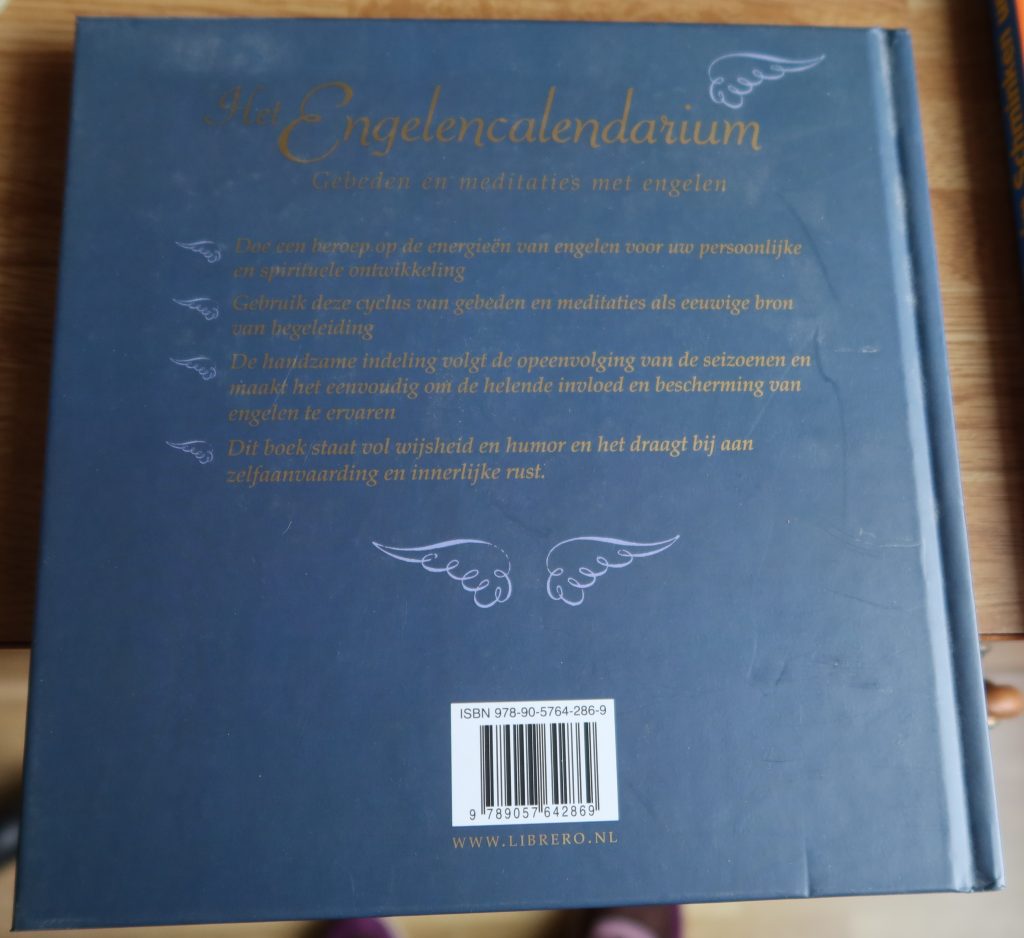 Het Engelencalendarium
Gebeden en meditaties met engelen
Doe een beroep op de energieën van engelen voor uw persoonlijke
en spirituele ontwikkeling
Gebruik deze cyclus van gebeden en meditaties als eeuwige bron
van begeleiding
De handzame indeling volgt de opeenvolging van de seizoenen en
maakt het eenvoudig om de helende invloed en bescherming van
engelen te ervaren
Dit boek staat vol wijsheid en humor en het draagt bij aan
zelfaanvaarding en innerlijke rust.
ISBN 978-90-5764-286-9
9 789057 642869
WWW.LIBRERO.NL